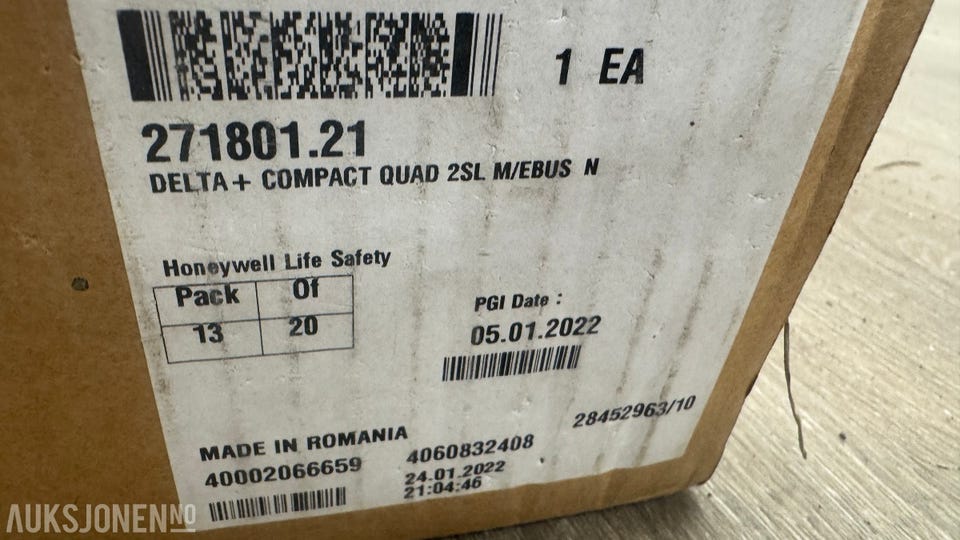 1 EA
271801.21
DELTA+ COMPACT QUAD 2SL M/EBUS N
Honeywell Life Safety
Pack Of
13 20
PGI Date :
05.01.2022
28452963/10
MADE IN ROMANIA
40002066659
4060832408
24.01.2022
21:04:46
AUKSJONEN NO